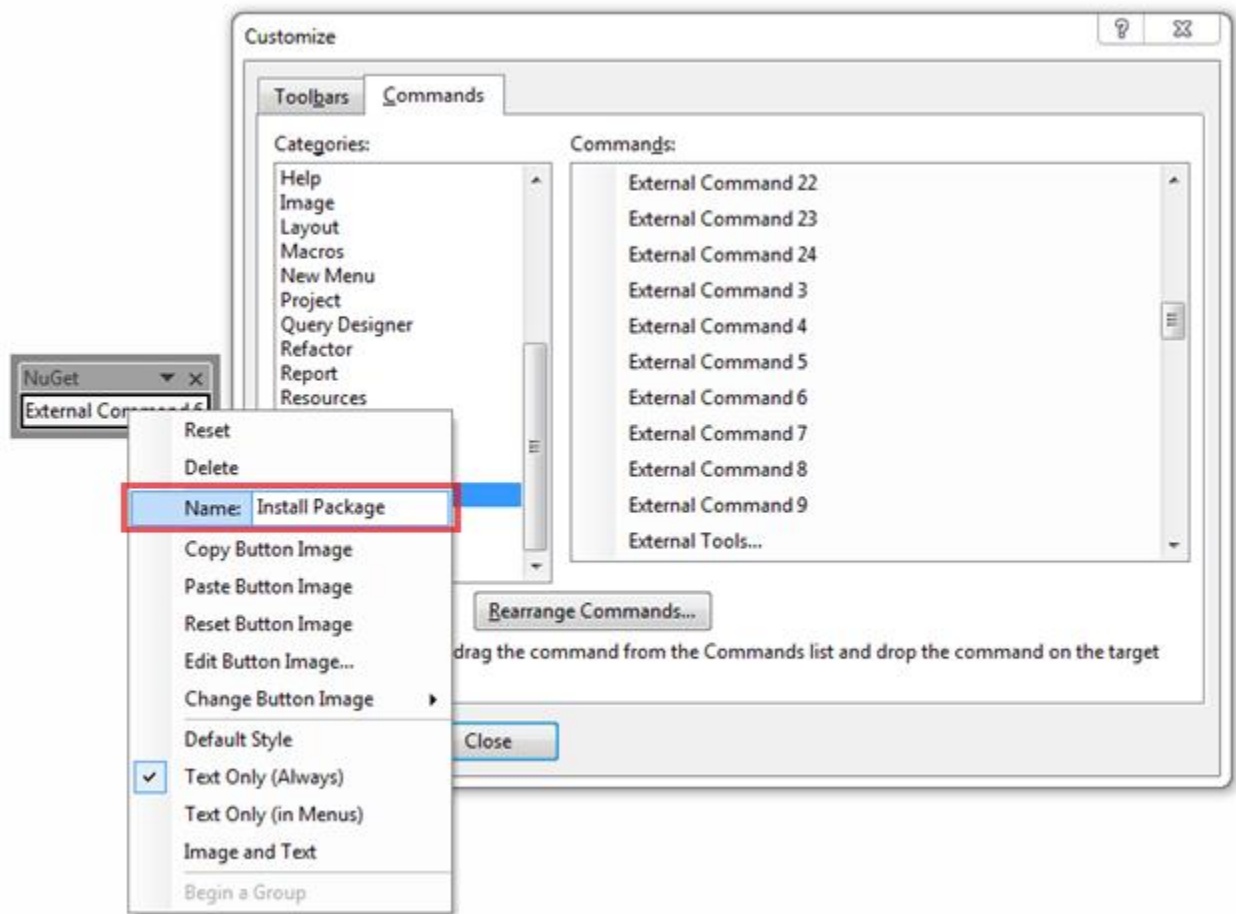 Customize
Toolbars
Commands
Categories:
Help
Image
Layout
Macros
New Menu
Project
Query Designer
Refactor
Report
Resources
Commands:
External Command 22
External Command 23
External Command 24
External Command 3
External Command 4
External Command 5
External Command 6
External Command 7
External Command 8
External Command 9
External Tools...
Rearrange Commands...
drag the command from the Commands list and drop the command on the target
Close
NuGet
External Command 6
Reset
Delete
Name: Install Package
Copy Button Image
Paste Button Image
Reset Button Image
Edit Button Image...
Change Button Image
Default Style
Text Only (Always)
Text Only (in Menus)
Image and Text
Begin a Group